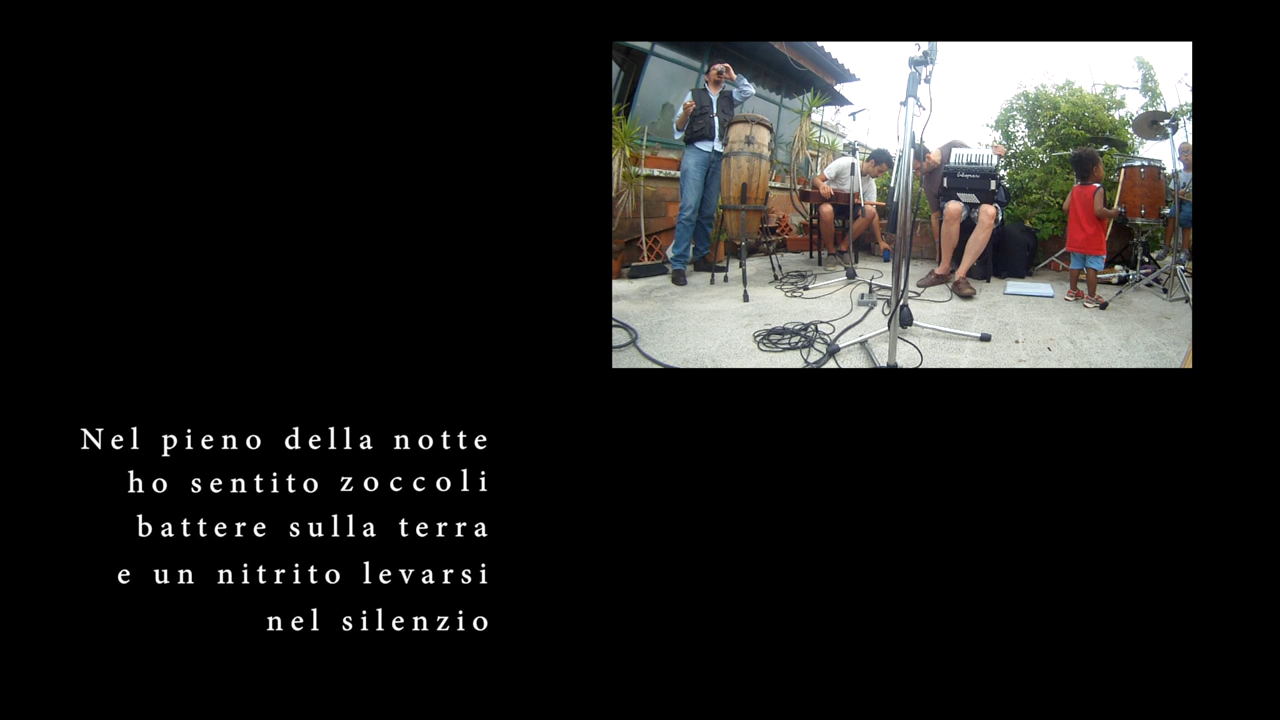 Nel pieno della notte
ho sentito zoccoli
battere sulla terra
e un nitrito levarsi
nel silenzio